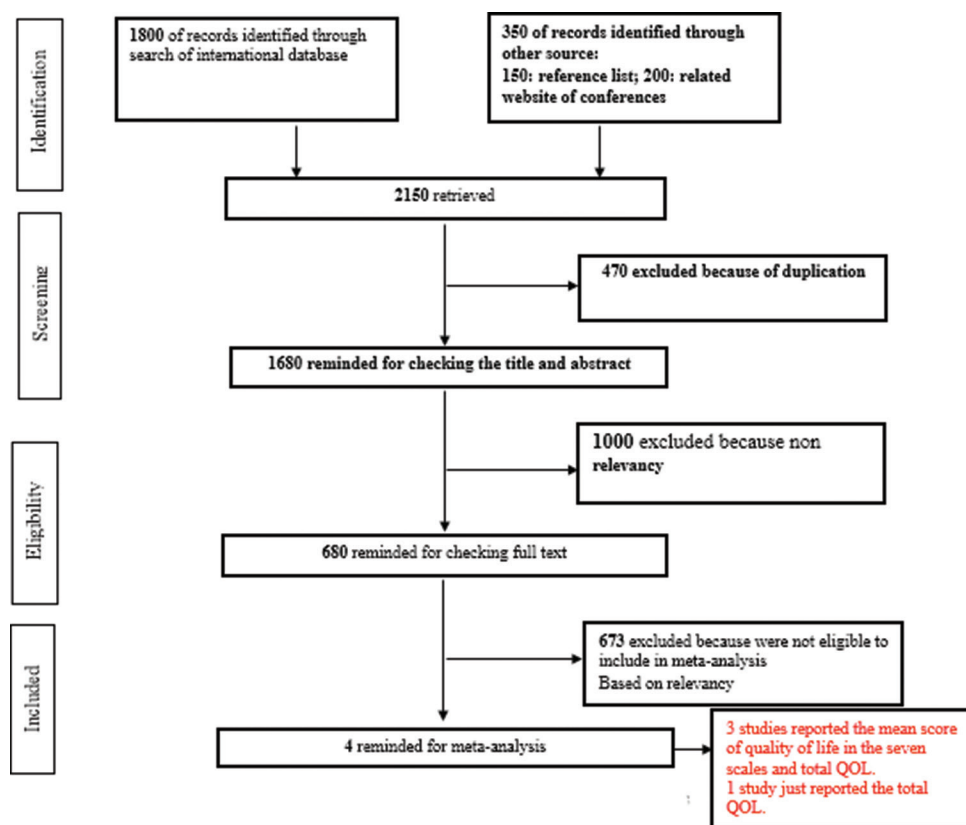 Identification
1800 of records identified through
search of international database
350 of records identified through
other source:
150: reference list; 200: related
website of conferences
2150 retrieved
Screening
470 excluded because of duplication
1680 reminded for checking the title and abstract
Eligibility
1000 excluded because non
relevancy
680 reminded for checking full text
Included
673 excluded because were not eligible to
include in meta-analysis
Based on relevancy
4 reminded for meta-analysis
3 studies reported the mean score
of quality of life in the seven
scales and total QOL.
1 study just reported the total
QOL.